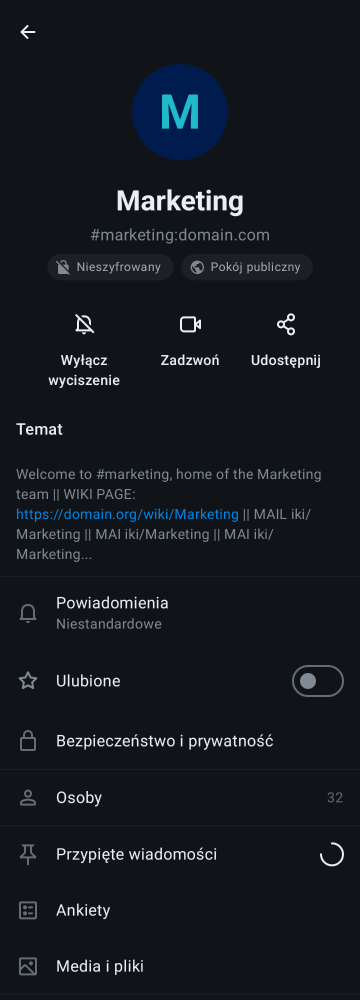 M
Marketing
#marketing:domain.com
Nieszyfrowany
Pokój publiczny
Wyłącz
wyciszenie
Zadzwoń
Udostępnij
Temat
Welcome to #marketing, home of the Marketing
team || WIKI PAGE:
https://domain.org/wiki/Marketing || MAIL iki/
Marketing || MAI iki/Marketing || MAI iki/
Marketing...
Powiadomienia
Niestandardowe
Ulubione
Bezpieczeństwo i prywatność
Osoby 32
Przypięte wiadomości
Ankiety
Media i pliki